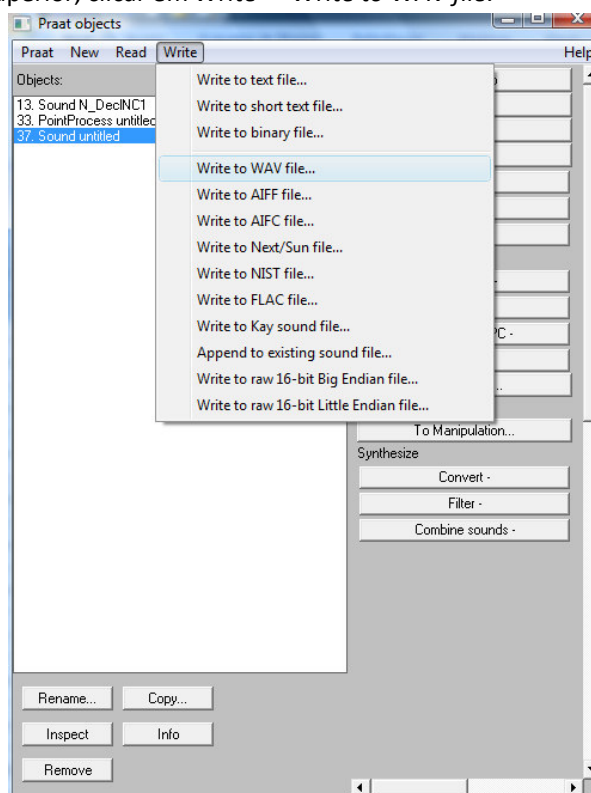 Praat objects
Praat New Read Write Help
Objects:
13. Sound N_DecINC1
33. PointProcess untitled
37. Sound untitled
Write to text file...
Write to short text file...
Write to binary file...
Write to WAV file...
Write to AIFF file...
Write to AIFC file...
Write to Next/Sun file...
Write to NIST file...
Write to FLAC file...
Write to Kay sound file...
Append to existing sound file...
Write to raw 16-bit Big Endian file...
Write to raw 16-bit Little Endian file...
To Manipulation...
Synthesize
Convert -
Filter -
Combine sounds -
Rename... Copy...
Inspect Info
Remove